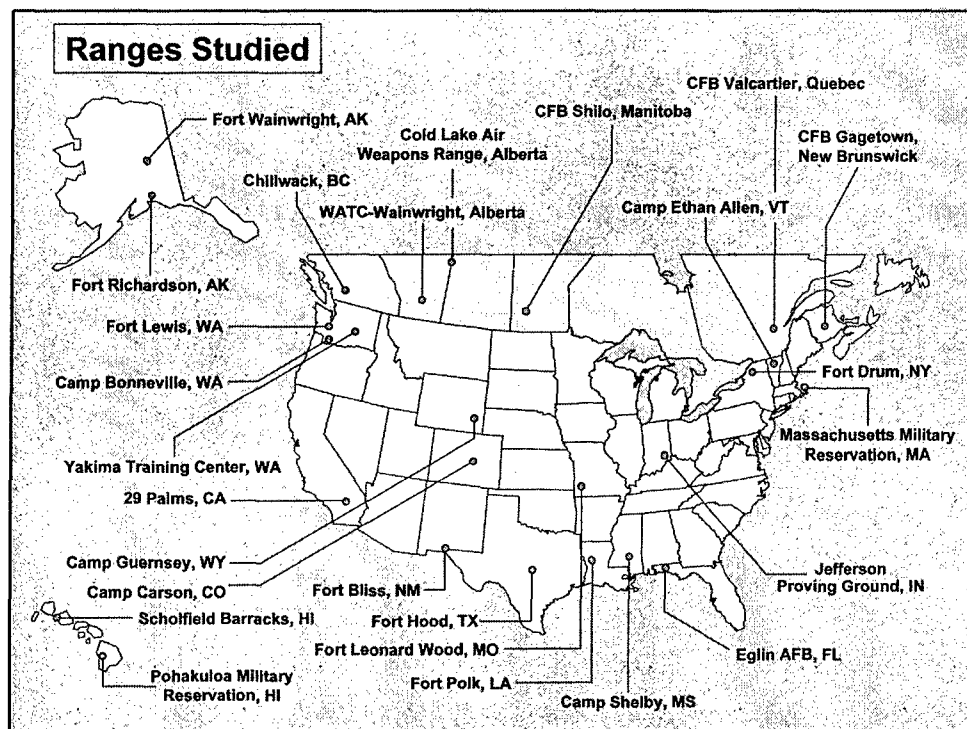 Ranges Studied
CFB Valcartier, Quebec
Fort Wainwright, AK
Cold Lake Air
Weapons Range, Alberta
CFB Shilo, Manitoba
CFB Gagetown,
New Brunswick
Chiliwack, BC
WATC-Wainwright, Alberta
Camp Ethan Allen, VT
Fort Richardson, AK
Fort Lewis, WA
Camp Bonneville, WA
Fort Drum, NY
Massachusetts Military
Reservation, MA
Yakima Training Center, WA
29 Palms, CA
Camp Guernsey, WY
Camp Carson, CO
Fort Bliss, NM
Jefferson
Proving Ground, IN
Scholfield Barracks, HI
Fort Hood, TX
Fort Leonard Wood, MO
Eglin AFB, FL
Pohakuloa Military
Reservation, HI
Fort Polk, LA
Camp Shelby, MS